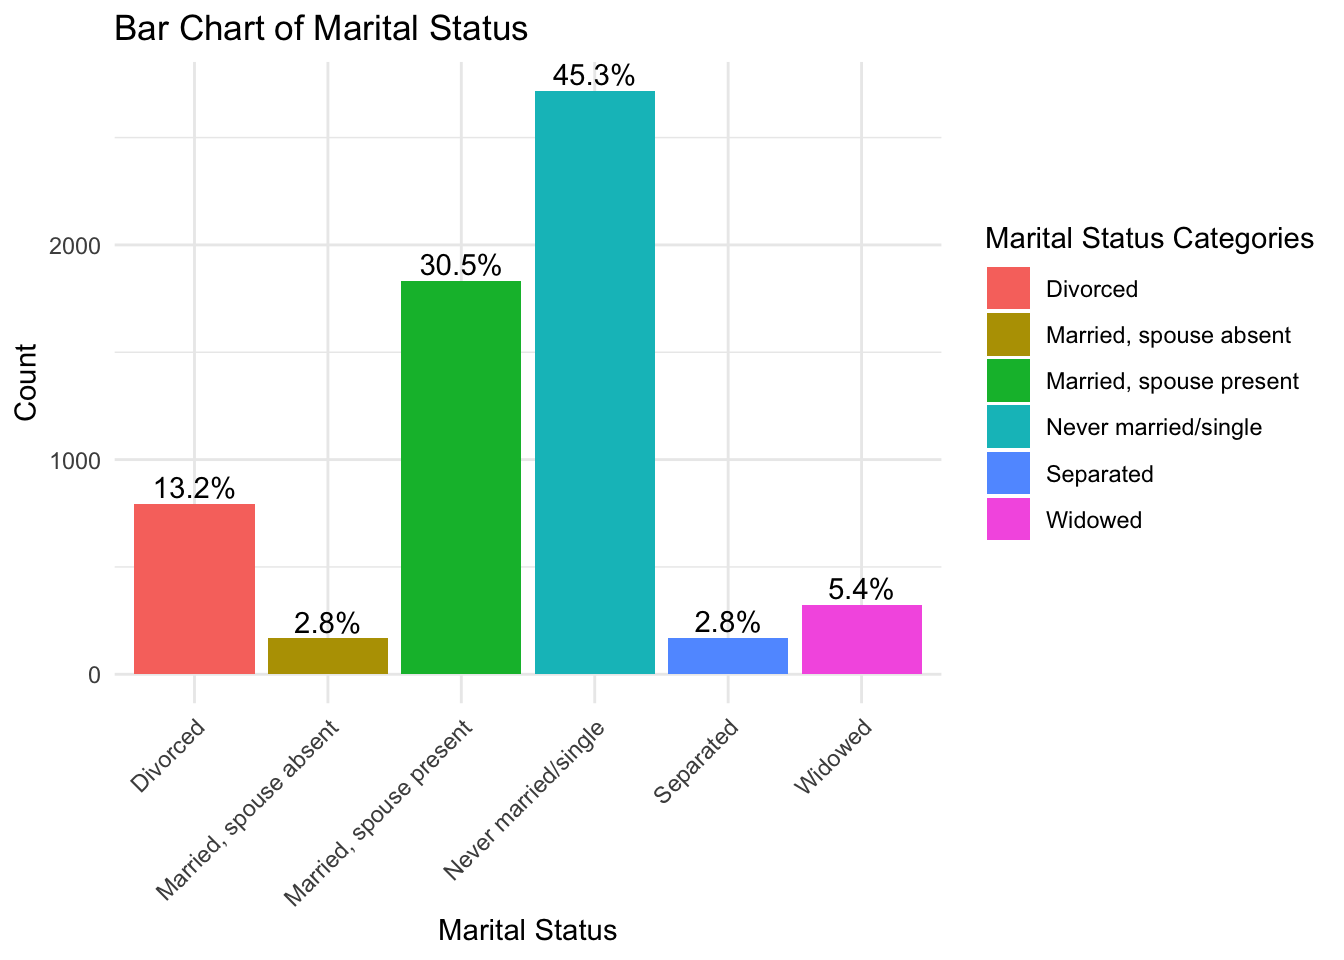 Bar Chart of Marital Status
45.3%
30.5%
13.2%
2.8%
2.8%
5.4%
Count
2000
1000
0
Divorced
Married, spouse absent
Married, spouse present
Never married/single
Separated
Widowed
Marital Status
Marital Status Categories
Divorced
Married, spouse absent
Married, spouse present
Never married/single
Separated
Widowed